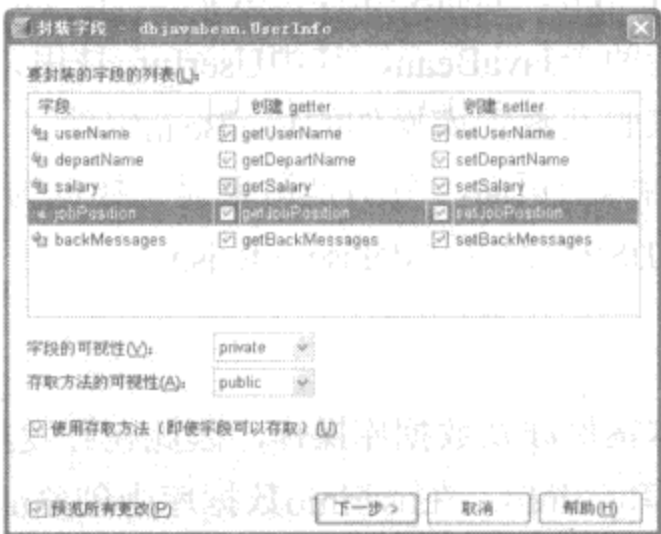 封装字段 - dbjavabean.UserInfo
要封装的字段的列表(L):
字段 创建 getter 创建 setter
userName getUserName setUserName
departName getDepartName setDepartName
salary getSalary setSalary
jobPosition getJobPosition setJobPosition
backMessages getBackMessages setBackMessages
字段的可视性(V): private
存取方法的可视性(A): public
使用存取方法（即使字段可以存取）(U)
预览所有更改(P) 下一步 > 取消 帮助(H)